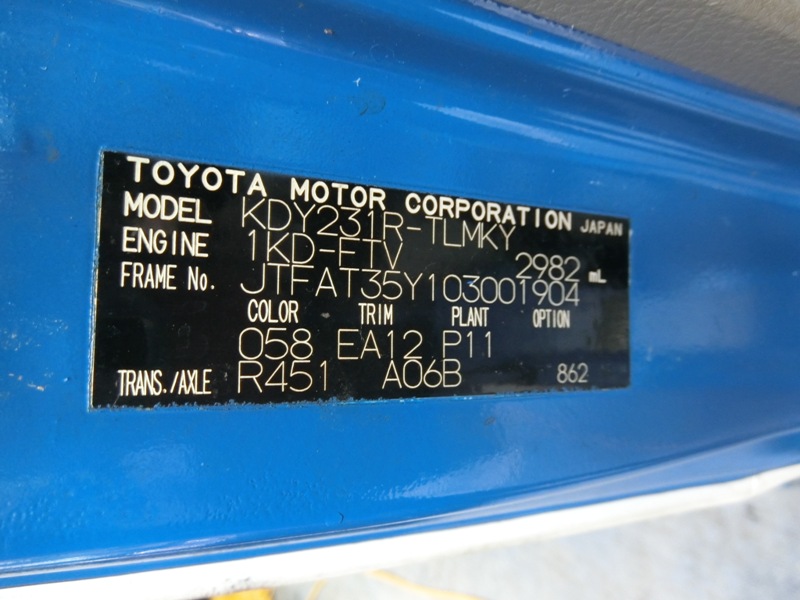 TOYOTA MOTOR CORPORATION JAPAN
MODEL KDY231R-TLMKY
ENGINE 1KD-FTV 2982 mL
FRAME No. JTFAT35Y103001904
COLOR TRIM PLANT OPTION
058 EA12 P11
TRANS./AXLE R451 A06B 862